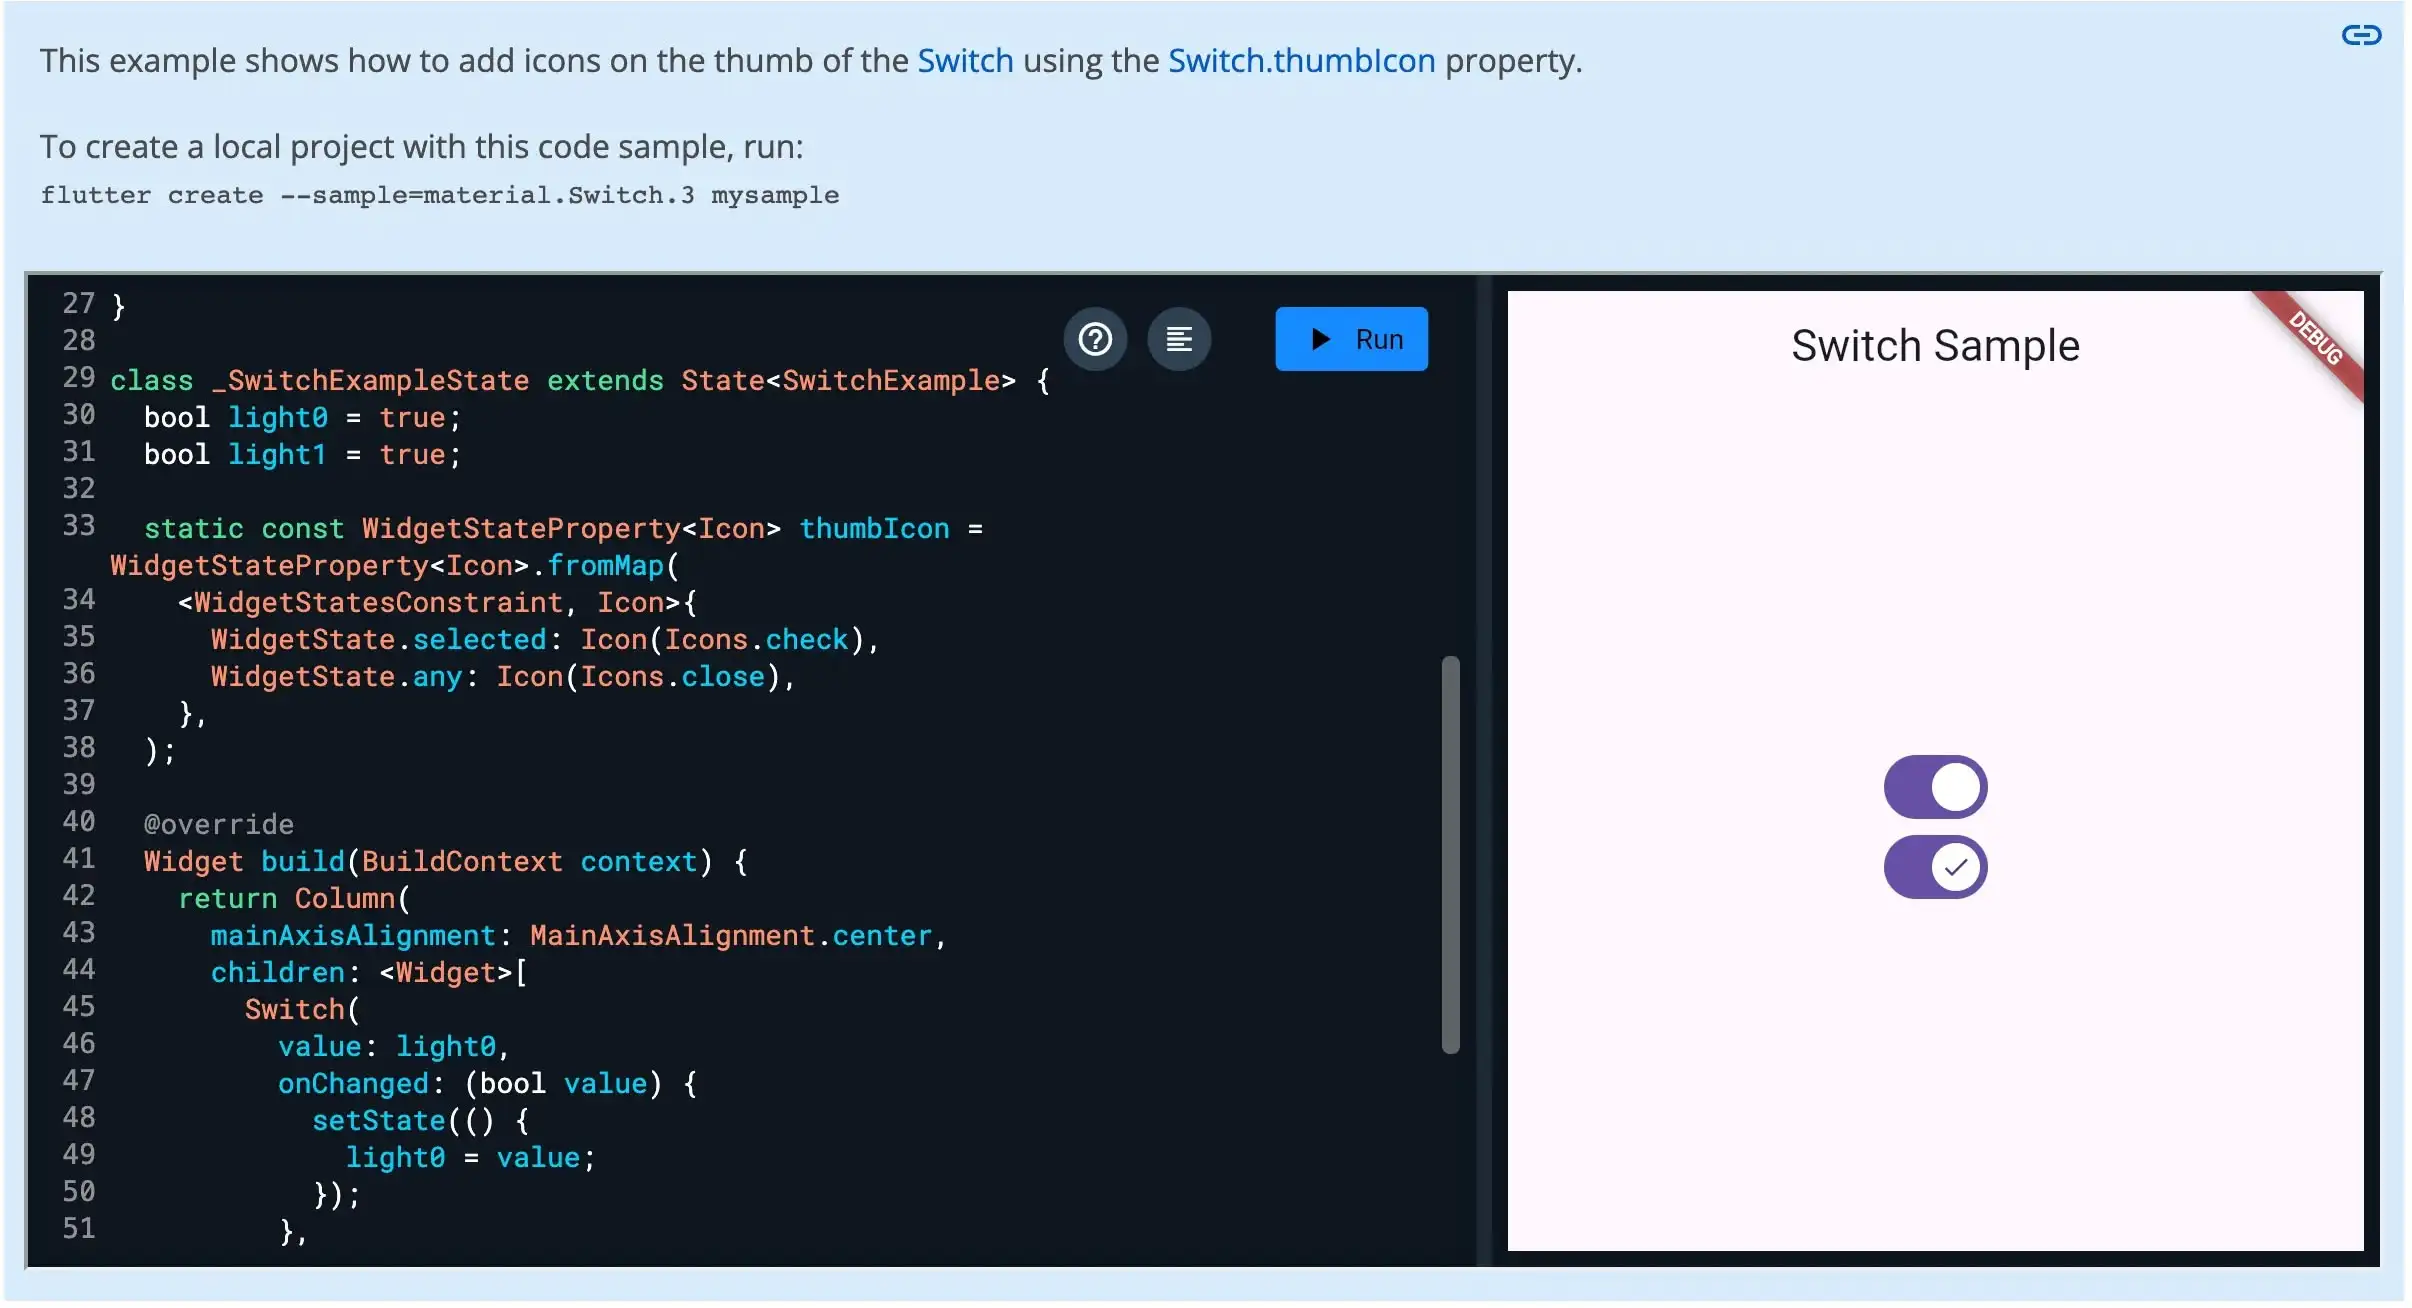 This example shows how to add icons on the thumb of the Switch using the Switch.thumbIcon property.
To create a local project with this code sample, run:
flutter create --sample=material.Switch.3 mysample
27 }
28
29 class _SwitchExampleState extends State<SwitchExample> {
30   bool light0 = true;
31   bool light1 = true;
32
33   static const WidgetStateProperty<Icon> thumbIcon =
WidgetStateProperty<Icon>.fromMap(
34     <WidgetStatesConstraint, Icon>{
35       WidgetState.selected: Icon(Icons.check),
36       WidgetState.any: Icon(Icons.close),
37     },
38   );
39
40   @override
41   Widget build(BuildContext context) {
42     return Column(
43       mainAxisAlignment: MainAxisAlignment.center,
44       children: <Widget>[
45         Switch(
46           value: light0,
47           onChanged: (bool value) {
48             setState(() {
49               light0 = value;
50             });
51           },
Run
Switch Sample
DEBUG